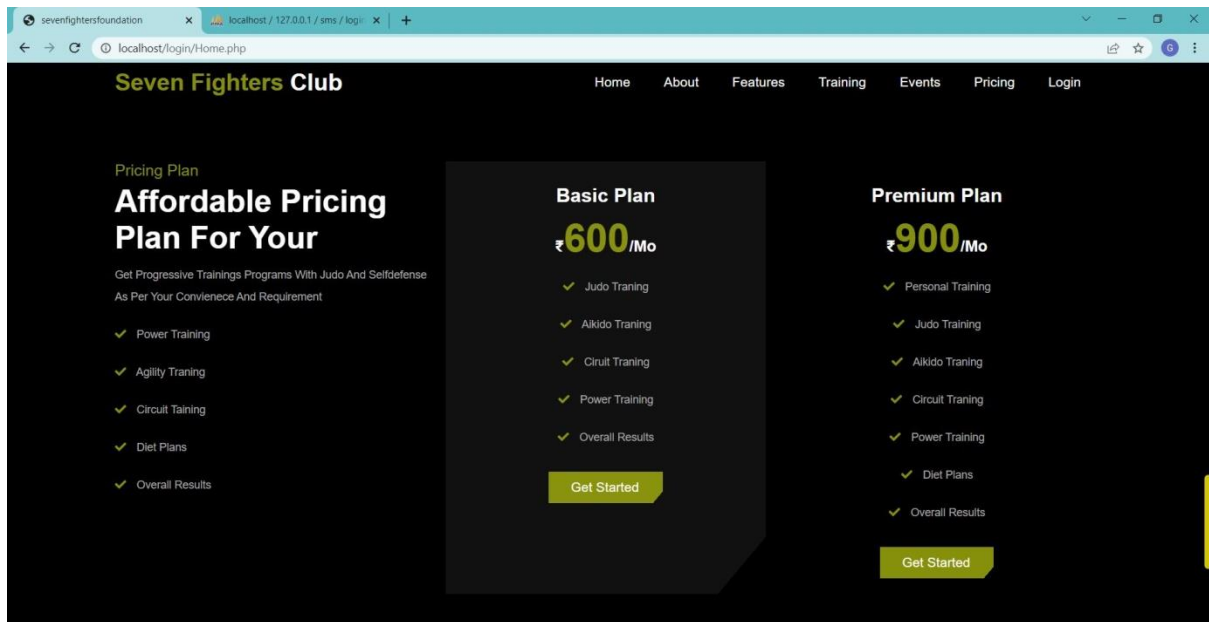 sevenfightersfoundation
localhost / 127.0.0.1 / sms / login
localhost/login/Home.php
G
Seven Fighters Club
Home About Features Training Events Pricing Login
Pricing Plan
Affordable Pricing
Plan For Your
Get Progressive Trainings Programs With Judo And Selfdefense
As Per Your Convienece And Requirement
Power Training
Agility Traning
Circuit Taining
Diet Plans
Overall Results
Basic Plan
₹600/Mo
Judo Traning
Aikido Traning
Ciruit Traning
Power Training
Overall Results
Get Started
Premium Plan
₹900/Mo
Personal Training
Judo Training
Aikido Traning
Circuit Traning
Power Training
Diet Plans
Overall Results
Get Started